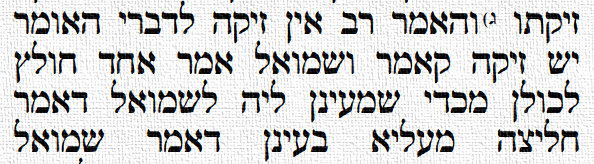 זיקתו ג) והאמר רב אין זיקה לדברי האומר
יש זיקה קאמר ושמואל אמר אחד חולץ
לכולן מכדי שמעינן ליה לשמואל דאמר
חליצה מעליא בעינן דאמר שמואל